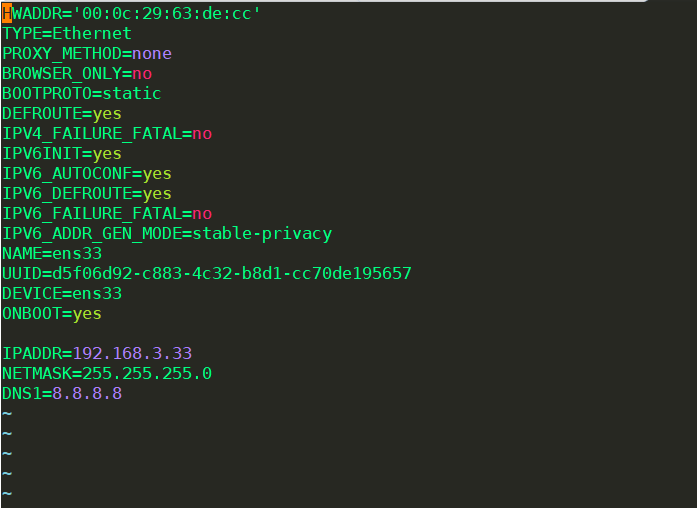 HWADDR='00:0c:29:63:de:cc'
TYPE=Ethernet
PROXY_METHOD=none
BROWSER_ONLY=no
BOOTPROTO=static
DEFROUTE=yes
IPV4_FAILURE_FATAL=no
IPV6INIT=yes
IPV6_AUTOCONF=yes
IPV6_DEFROUTE=yes
IPV6_FAILURE_FATAL=no
IPV6_ADDR_GEN_MODE=stable-privacy
NAME=ens33
UUID=d5f06d92-c883-4c32-b8d1-cc70de195657
DEVICE=ens33
ONBOOT=yes

IPADDR=192.168.3.33
NETMASK=255.255.255.0
DNS1=8.8.8.8
~
~
~
~
~